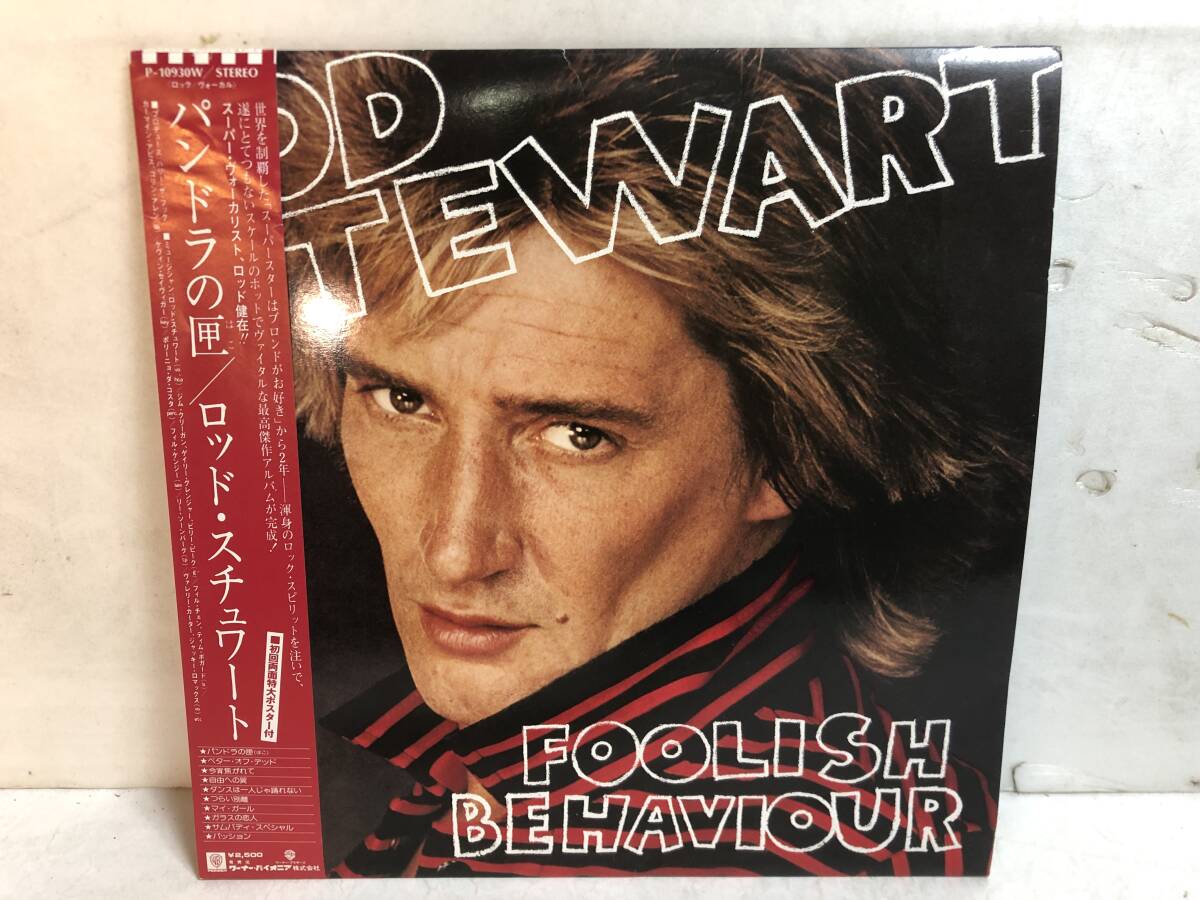 P-10930W/STEREO
ロック/ヴォーカル
世界を制覇した「スーパースターはブロンドがお好き」から2年——渾身のロック・スピリットを注いで、
遂にとてつもないスケールのホットでヴァイタルな最高傑作アルバムが完成!
スーパー・ヴォーカリスト、ロッド健在!!
パンドラの匣/ロッド・スチュワート
はこ
■初回両面特大ポスター付
★パンドラの匣(はこ)
★ベター・オフ・デッド
★今宵焦がれて
★自由への翼
★ダンスは一人じゃ踊れない
★つらい別離
★マイ・ガール
★ガラスの恋人
★サムバディ・スペシャル
★パッション
¥2,500
発売元
ワーナー・パイオニア株式会社
OD
TEWART
FOOLISH
BEHAVIOUR